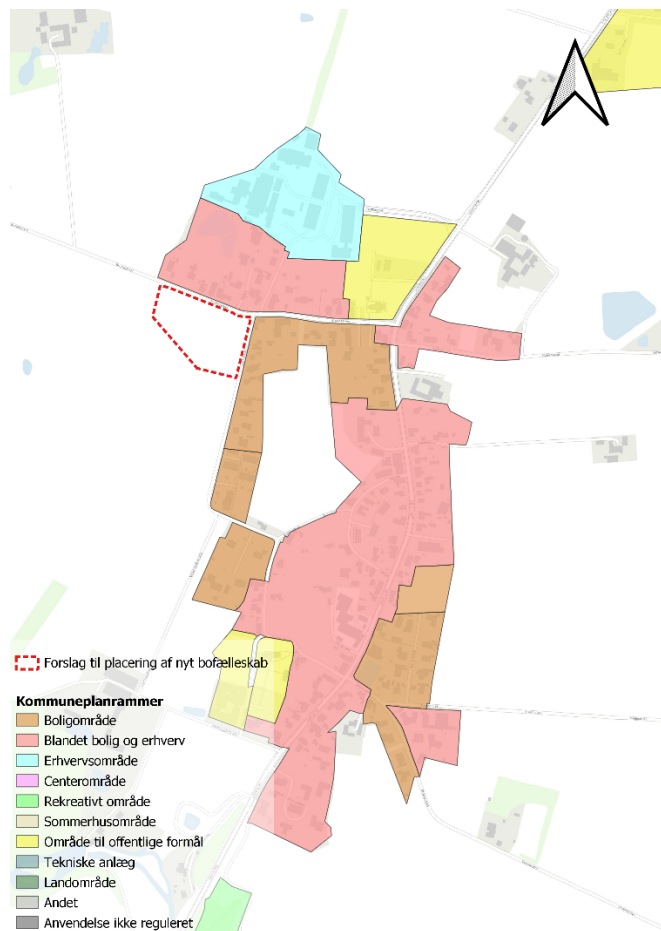 Forslag til placering af nyt bofælleskab
Kommuneplanrammer
Boligområde
Blandet bolig og erhverv
Erhvervsområde
Centerområde
Rekreativt område
Sommerhusområde
Område til offentlige formål
Tekniske anlæg
Landområde
Andet
Anvendelse ikke reguleret